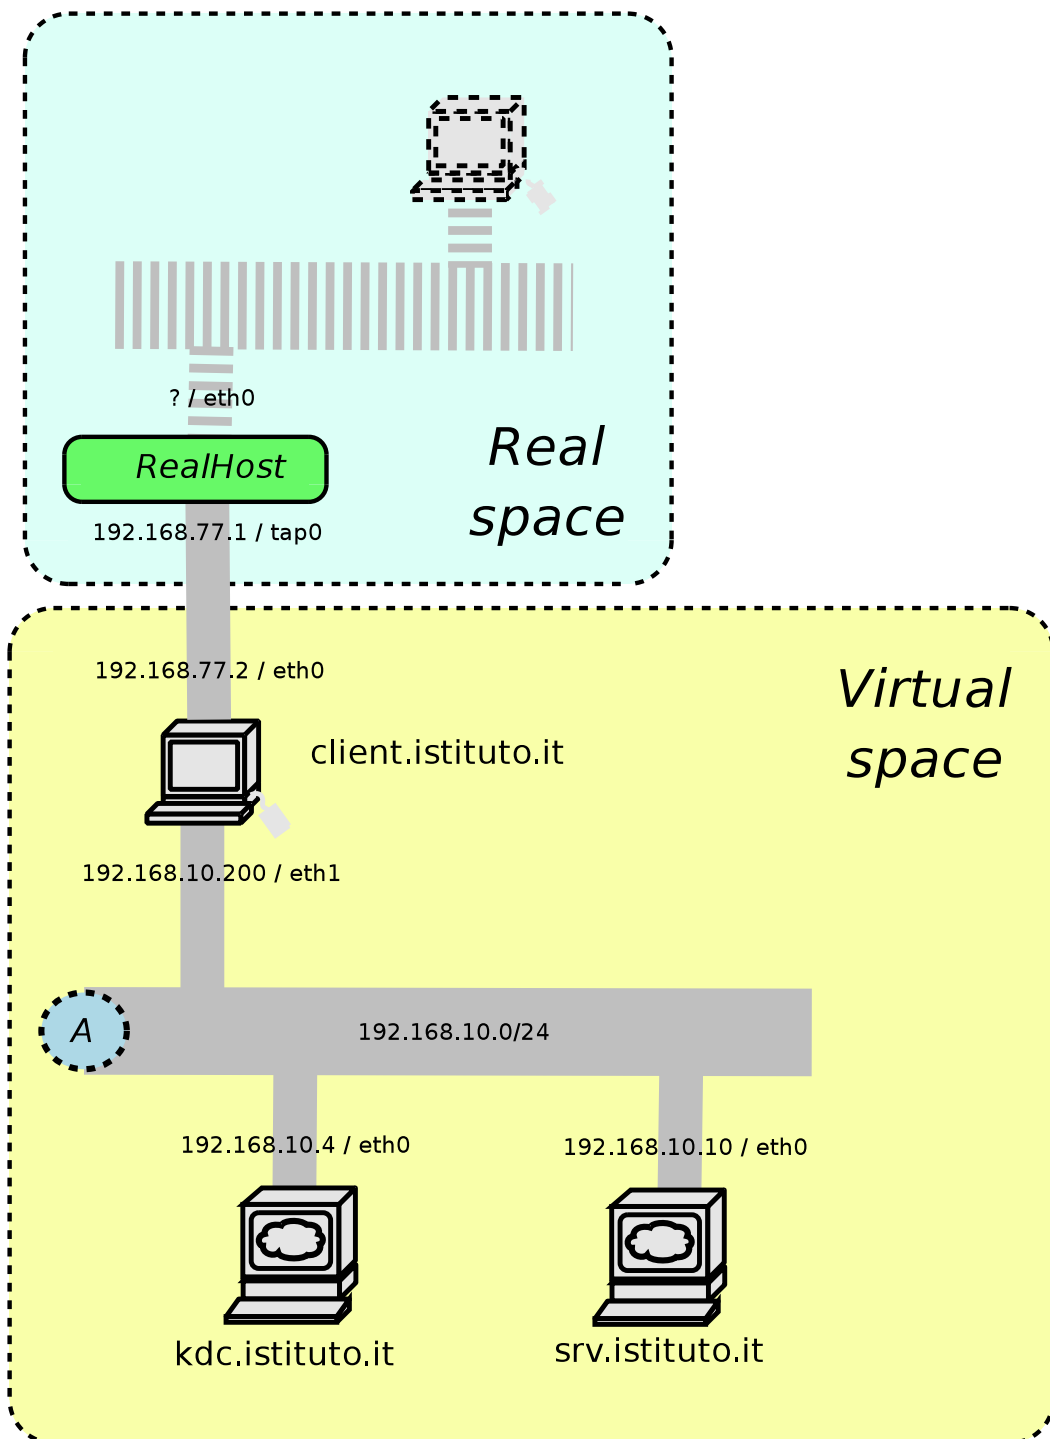 ? / eth0
RealHost
Real
space
192.168.77.1 / tap0
192.168.77.2 / eth0
Virtual
space
client.istituto.it
192.168.10.200 / eth1
A
192.168.10.0/24
192.168.10.4 / eth0
192.168.10.10 / eth0
kdc.istituto.it
srv.istituto.it